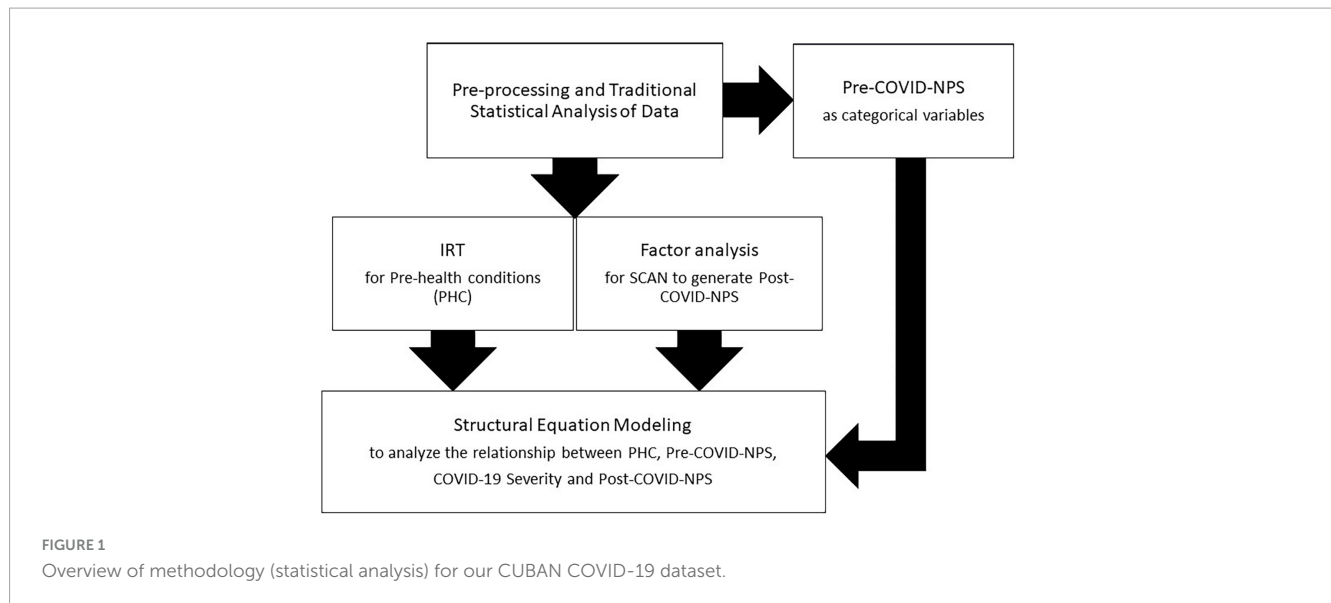 Pre-processing and Traditional
Statistical Analysis of Data
Pre-COVID-NPS
as categorical variables
IRT
for Pre-health conditions
(PHC)
Factor analysis
for SCAN to generate Post-
COVID-NPS
Structural Equation Modeling
to analyze the relationship between PHC, Pre-COVID-NPS,
COVID-19 Severity and Post-COVID-NPS
FIGURE 1
Overview of methodology (statistical analysis) for our CUBAN COVID-19 dataset.